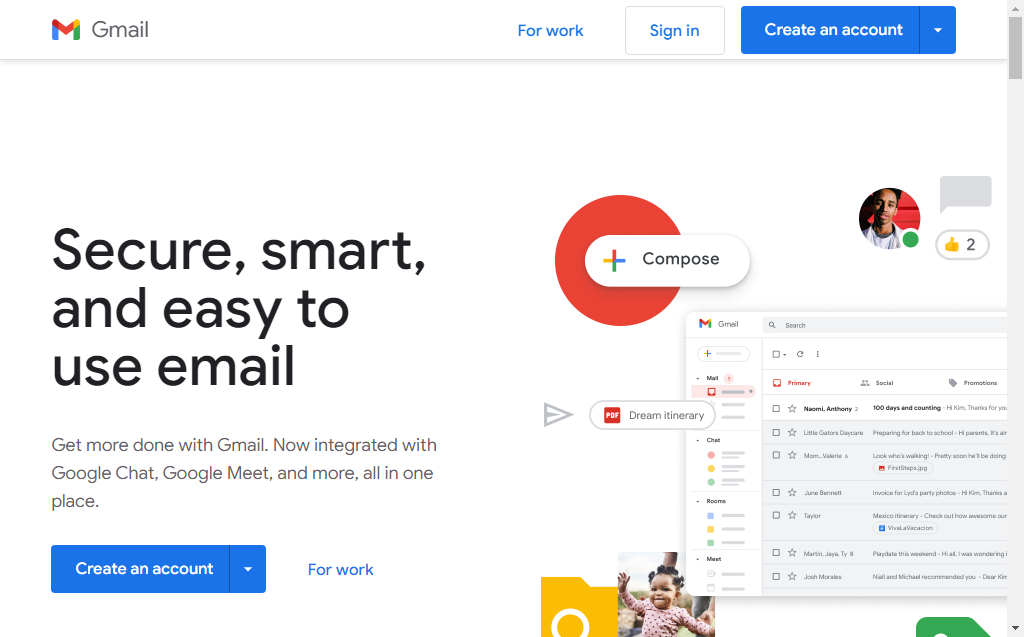 Gmail
For work
Sign in
Create an account
Secure, smart,
and easy to
use email
Get more done with Gmail. Now integrated with
Google Chat, Google Meet, and more, all in one
place.
Create an account
For work
2
Compose
Gmail
Search
Mail
1
Primary
Social
Promotions
PDF
Dream itinerary
Naomi, Anthony 2
100 days and counting - Hi Kim, Thanks for you
Little Gators Daycare
Preparing for back to school - Hi parents, It's
Mom...Valerie 6
Look who's walking! - Pretty soon he'll be doing
FirstSteps.jpg
Chat
June Bennett
Invoice for Lyd's party photos - Hi Kim, Thanks a
Rooms
Taylor
Mexico itinerary - Check out how awesome our
VivaLaVacacion
Martin, Jaya, Ty 8
Playdate this weekend - Hi all, I was wondering i
Meet
Josh Morales
Niall and Michael recommended you - Dear Kim